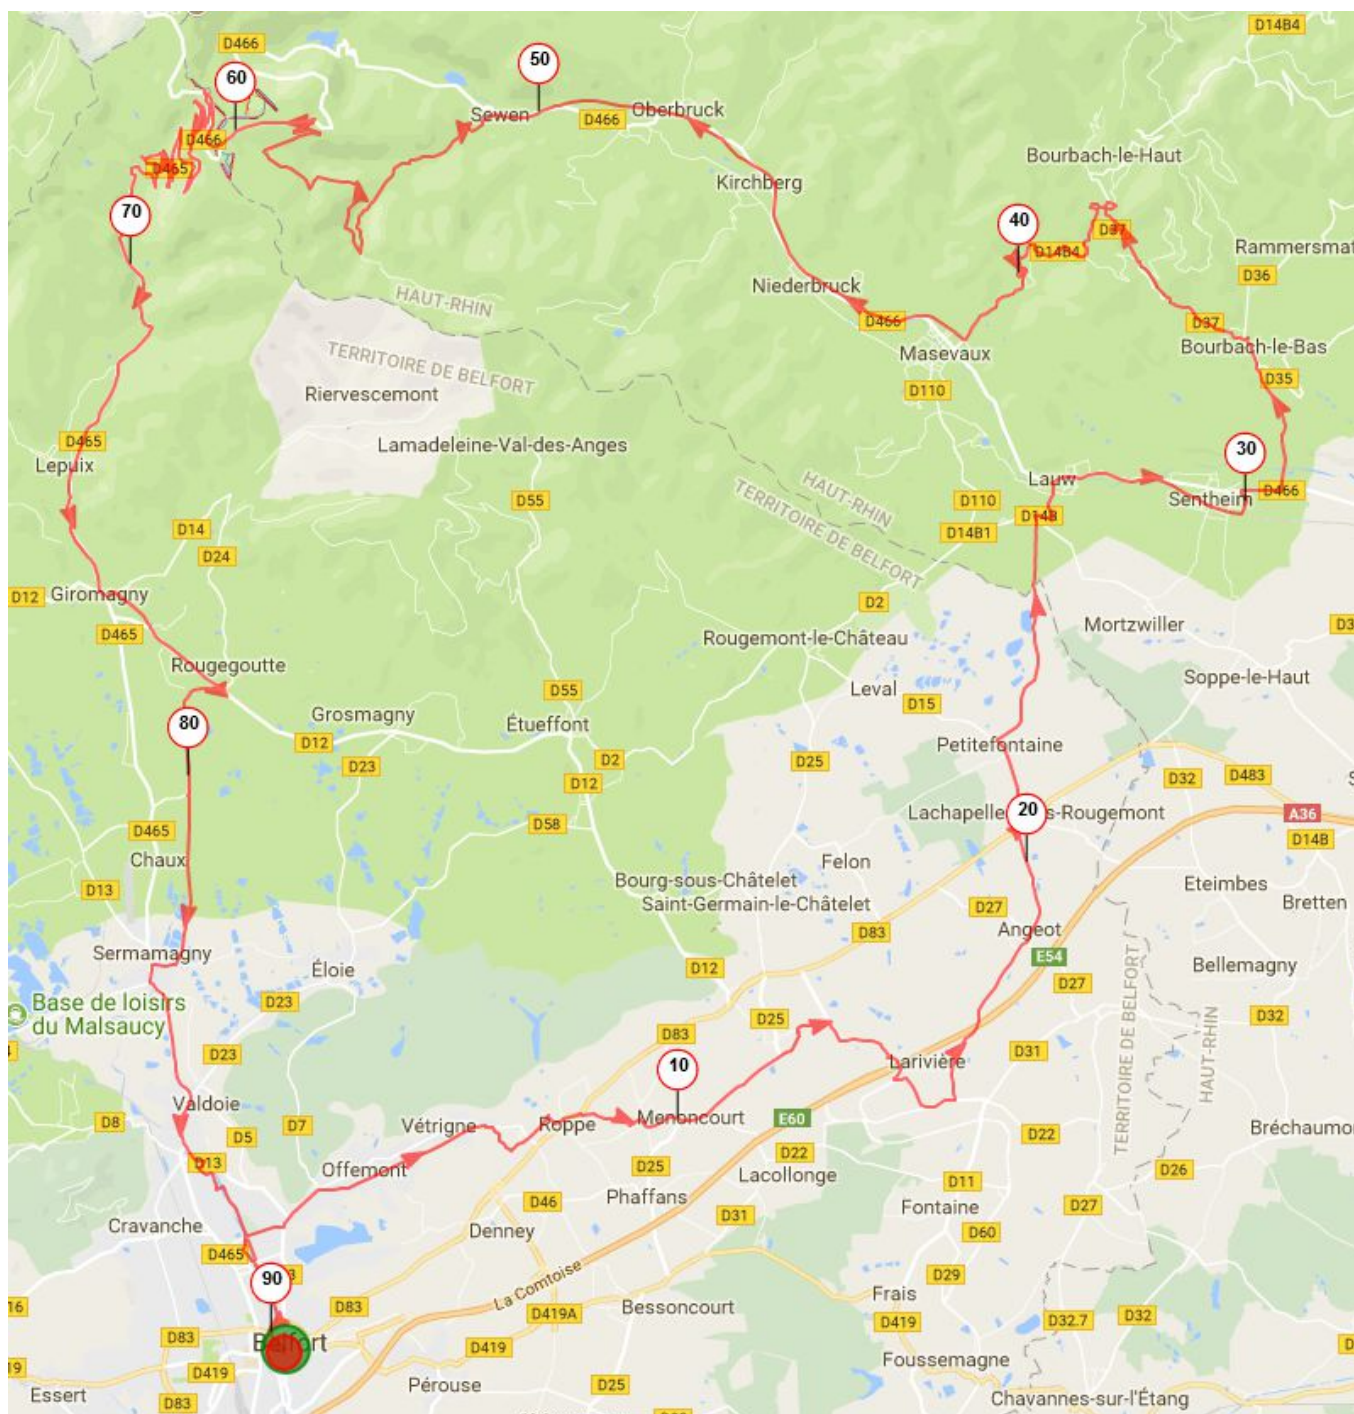 D14B4
D466
50
60
Sewen
D466
Oberbruck
D466
D465
Bourbach-le-Haut
Kirchberg
70
40
D37
D14B4
Rammersmat
D36
HAUT-RHIN
Niederbruck
D466
D37
Masevaux
Bourbach-le-Bas
TERRITOIRE DE BELFORT
Riervescemont
D110
D35
D465
Lepuix
Lamadeleine-Val-des-Anges
30
Lauw
D466
Sentheim
HAUT-RHIN
TERRITOIRE DE BELFORT
D55
D110
D14B
D14B1
D14
D24
D12
Giromagny
D465
D2
Rougemont-le-Château
Mortzwiller
D3
Rougegoutte
Soppe-le-Haut
Leval
D55
D15
80
Grosmagny
Étueffont
D12
D23
D2
D12
D25
Petitefontaine
D32
D483
Lachapelle
20
s-Rougemont
A36
D58
D465
Chaux
D14B
Felon
Bourg-sous-Châtelet
Saint-Germain-le-Châtelet
Eteimbes
Bretten
D13
D27
D83
Angeot
E54
Sermamagny
Éloie
D12
D27
Bellemagny
Base de loisirs
du Malsaucy
D23
D25
D83
D32
D23
D31
Larivière
10
TERRITOIRE DE BELFORT
HAUT-RHIN
Valdoie
D8
D5
D7
Vétrigne
Roppe
Menoncourt
E60
D22
D22
Bréchaumo
D13
Offemont
D25
Lacollonge
D26
D11
Phaffans
D46
D31
Fontaine
D27
Cravanche
Denney
D60
D465
D29
90
3
La Comtoise
16
D83
D419A
Bessoncourt
Frais
D32.7
D32
D419
D83
Belfort
D419
D
19
D419
Foussemagne
Essert
D83
Pérouse
D25
Chavannes-sur-l'Étang